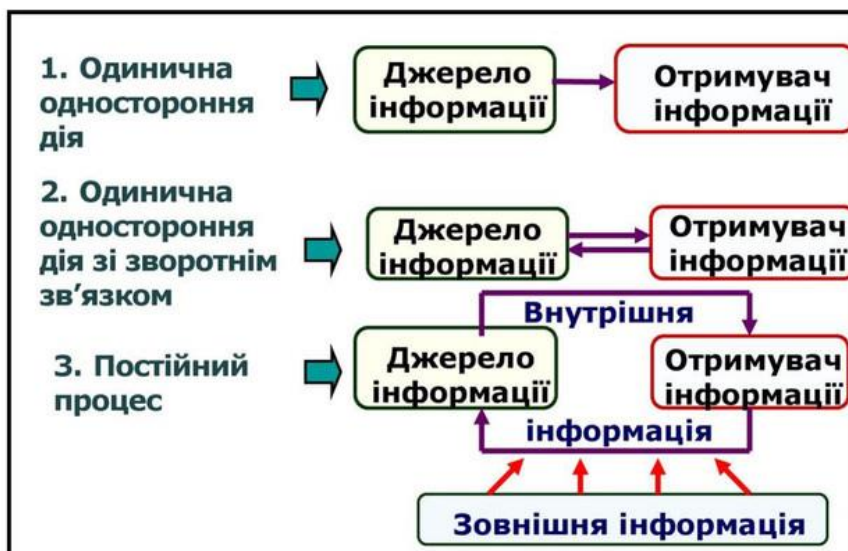 1. Одинична
одностороння
дія
Джерело
інформації
Отримувач
інформації
2. Одинична
одностороння
дія зі зворотнім
зв’язком
Джерело
інформації
Отримувач
інформації
Внутрішня
3. Постійний
процес
Джерело
інформації
Отримувач
інформації
інформація
Зовнішня інформація